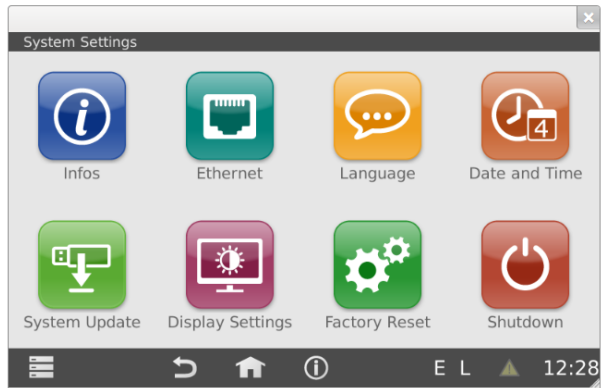 System Settings
i
4
Infos Ethernet Language Date and Time
System Update Display Settings Factory Reset Shutdown
i E L 12:28